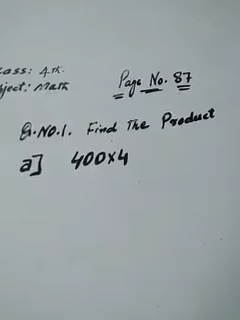 ass: 4th.
ject: Math
Page No. 87
Q.NO.1. Find The Product
a] 400x4